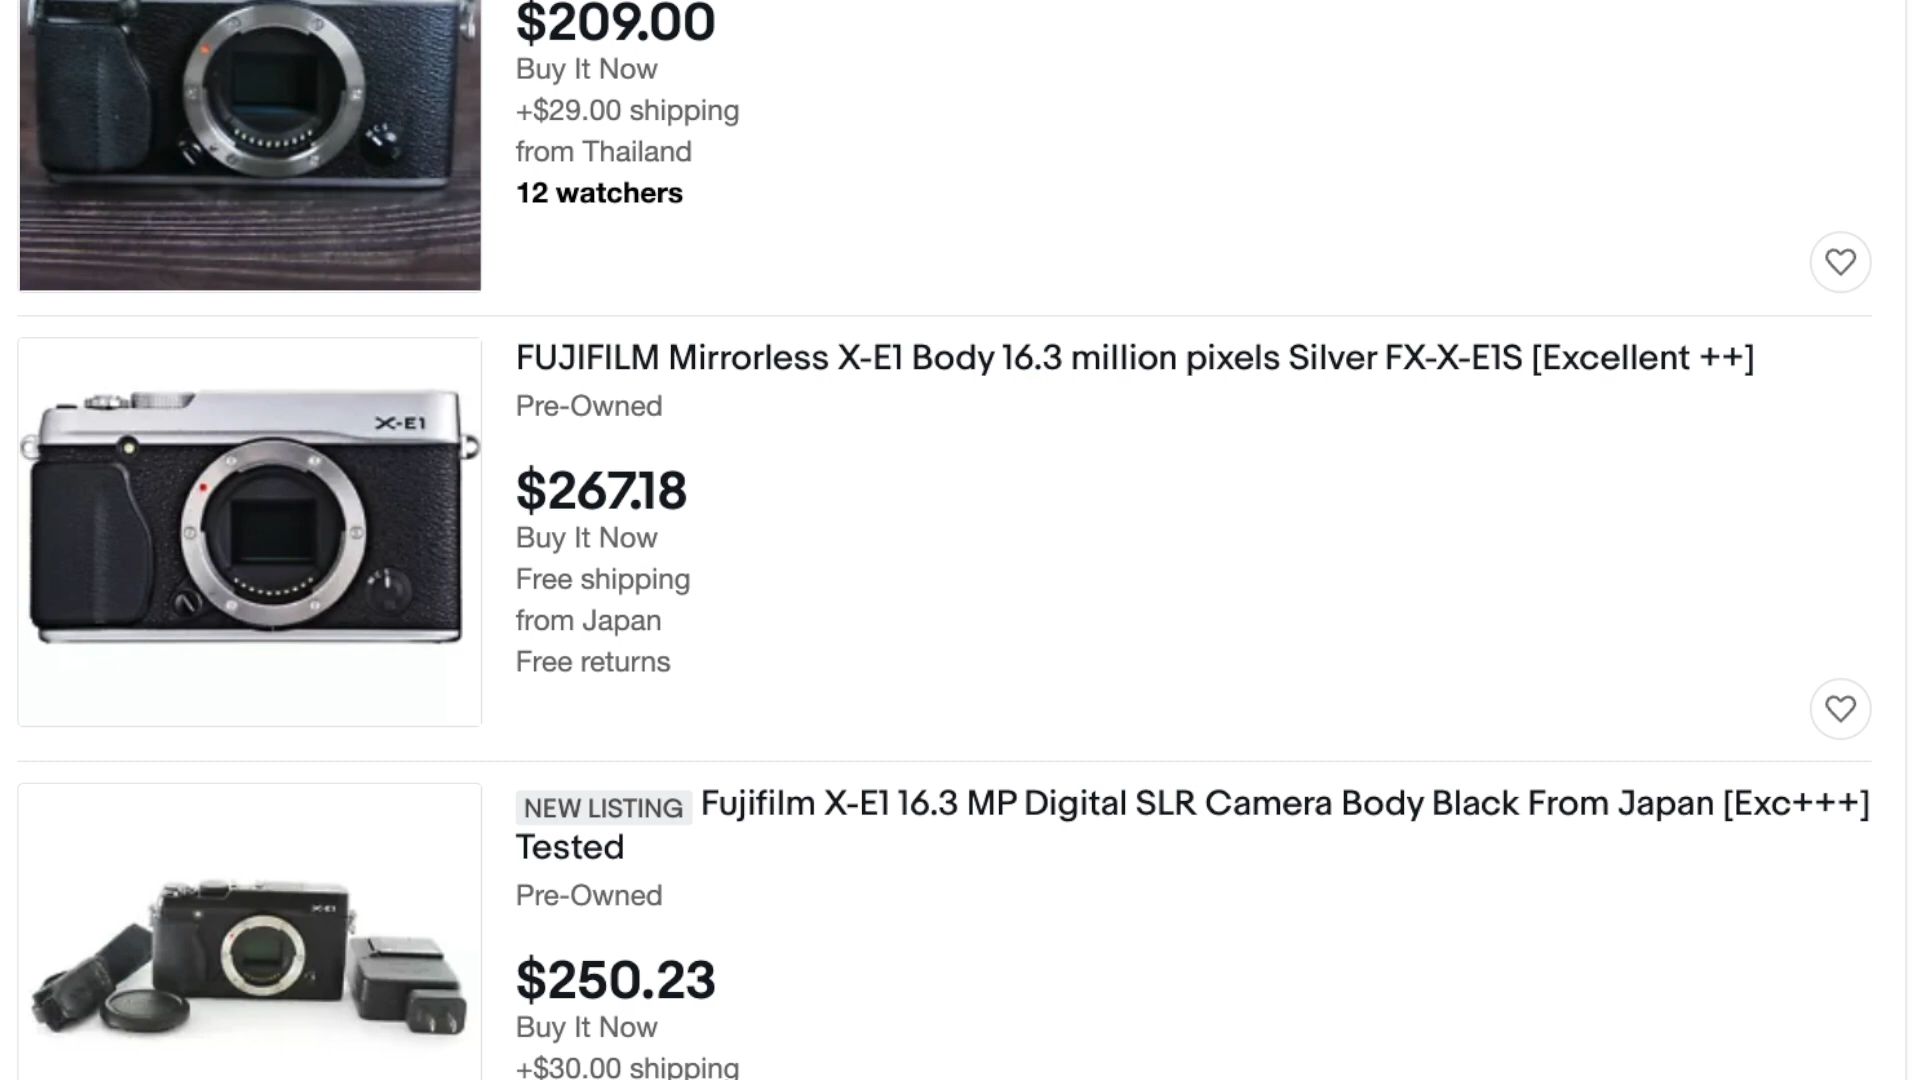 $209.00
Buy It Now
+$29.00 shipping
from Thailand
12 watchers
X-E1
FUJIFILM Mirrorless X-E1 Body 16.3 million pixels Silver FX-X-E1S [Excellent ++]
Pre-Owned
$267.18
Buy It Now
Free shipping
from Japan
Free returns
X-E1
NEW LISTING Fujifilm X-E1 16.3 MP Digital SLR Camera Body Black From Japan [Exc+++]
Tested
Pre-Owned
$250.23
Buy It Now
+$30.00 shipping